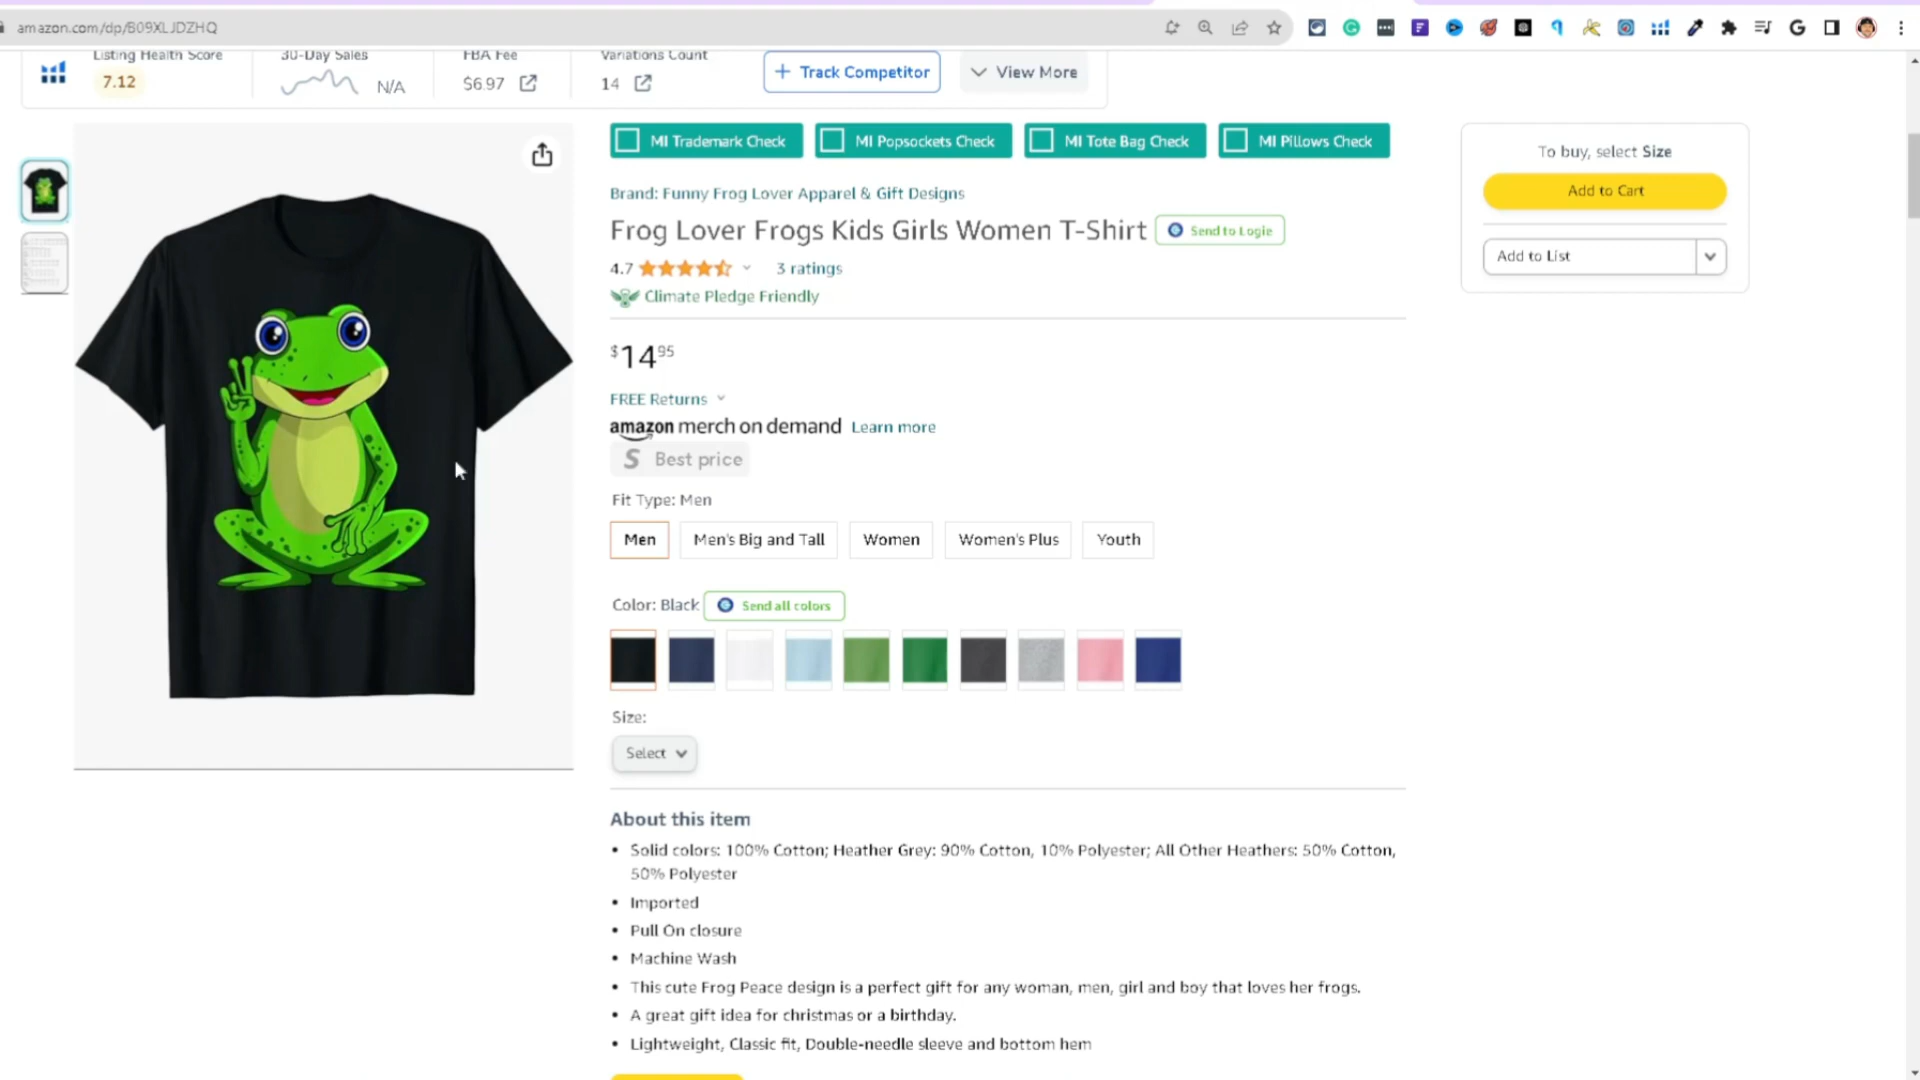 amazon.com/dp/B09XLJDZHQ
Listing Health Score
30-Day Sales
FBA Fee
Variations Count
7.12
N/A
$6.97
14
+ Track Competitor
View More
MI Trademark Check
MI Popsockets Check
MI Tote Bag Check
MI Pillows Check
To buy, select Size
Add to Cart
Add to List
Brand: Funny Frog Lover Apparel & Gift Designs
Frog Lover Frogs Kids Girls Women T-Shirt
Send to Logie
4.7
3 ratings
Climate Pledge Friendly
$14.95
FREE Returns
amazon merch on demand Learn more
S Best price
Fit Type: Men
Men
Men's Big and Tall
Women
Women's Plus
Youth
Color: Black
Send all colors
Size:
Select
About this item
• Solid colors: 100% Cotton; Heather Grey: 90% Cotton, 10% Polyester; All Other Heathers: 50% Cotton,
50% Polyester
• Imported
• Pull On closure
• Machine Wash
• This cute Frog Peace design is a perfect gift for any woman, men, girl and boy that loves her frogs.
• A great gift idea for christmas or a birthday.
• Lightweight, Classic fit, Double-needle sleeve and bottom hem